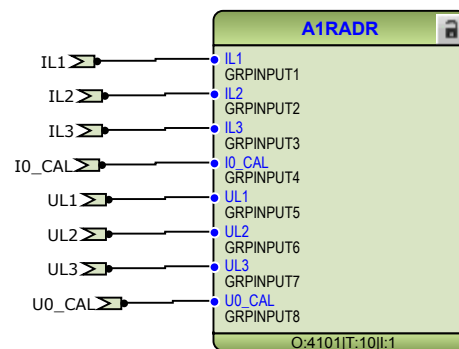 A1RADR
IL1 IL1
GRPINPUT1
IL2 IL2
GRPINPUT2
IL3 IL3
GRPINPUT3
I0_CAL I0_CAL
GRPINPUT4
UL1 UL1
GRPINPUT5
UL2 UL2
GRPINPUT6
UL3 UL3
GRPINPUT7
U0_CAL U0_CAL
GRPINPUT8
O:4101|T:10|I:1